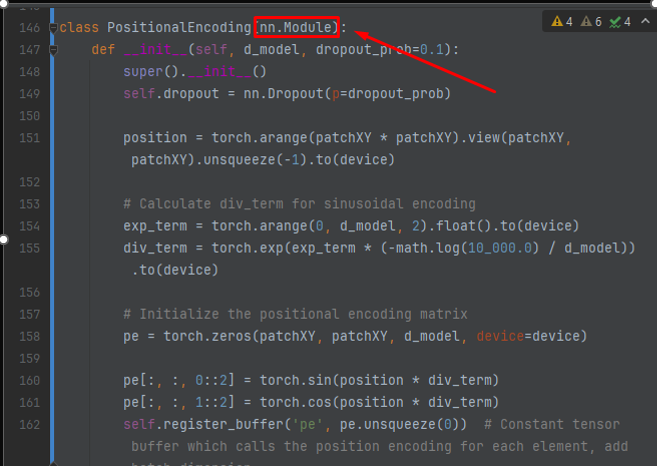 146 class PositionalEncoding(nn.Module):
4 6 4
147 def __init__(self, d_model, dropout_prob=0.1):
148 super().__init__()
149 self.dropout = nn.Dropout(p=dropout_prob)
150
151 position = torch.arange(patchXY * patchXY).view(patchXY,
patchXY).unsqueeze(-1).to(device)
152
153 # Calculate div_term for sinusoidal encoding
154 exp_term = torch.arange(0, d_model, 2).float().to(device)
155 div_term = torch.exp(exp_term * (-math.log(10_000.0) / d_model))
.to(device)
156
157 # Initialize the positional encoding matrix
158 pe = torch.zeros(patchXY, patchXY, d_model, device=device)
159
160 pe[:, :, 0::2] = torch.sin(position * div_term)
161 pe[:, :, 1::2] = torch.cos(position * div_term)
162 self.register_buffer('pe', pe.unsqueeze(0)) # Constant tensor
buffer which calls the position encoding for each element, add